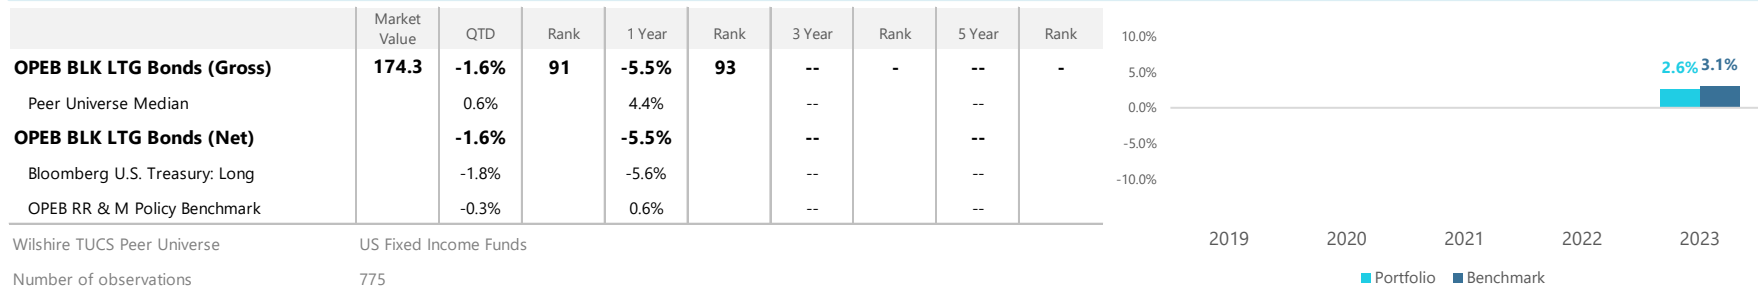 Market Value QTD Rank 1 Year Rank 3 Year Rank 5 Year Rank
OPEB BLK LTG Bonds (Gross) 174.3 -1.6% 91 -5.5% 93 -- - -- -
Peer Universe Median 0.6% 4.4% -- --
OPEB BLK LTG Bonds (Net) -1.6% -5.5% -- --
Bloomberg U.S. Treasury: Long -1.8% -5.6% -- --
OPEB RR & M Policy Benchmark -0.3% 0.6% -- --
Wilshire TUCS Peer Universe US Fixed Income Funds
Number of observations 775
10.0%
5.0%
0.0%
-5.0%
-10.0%
2.6% 3.1%
2019 2020 2021 2022 2023
Portfolio Benchmark